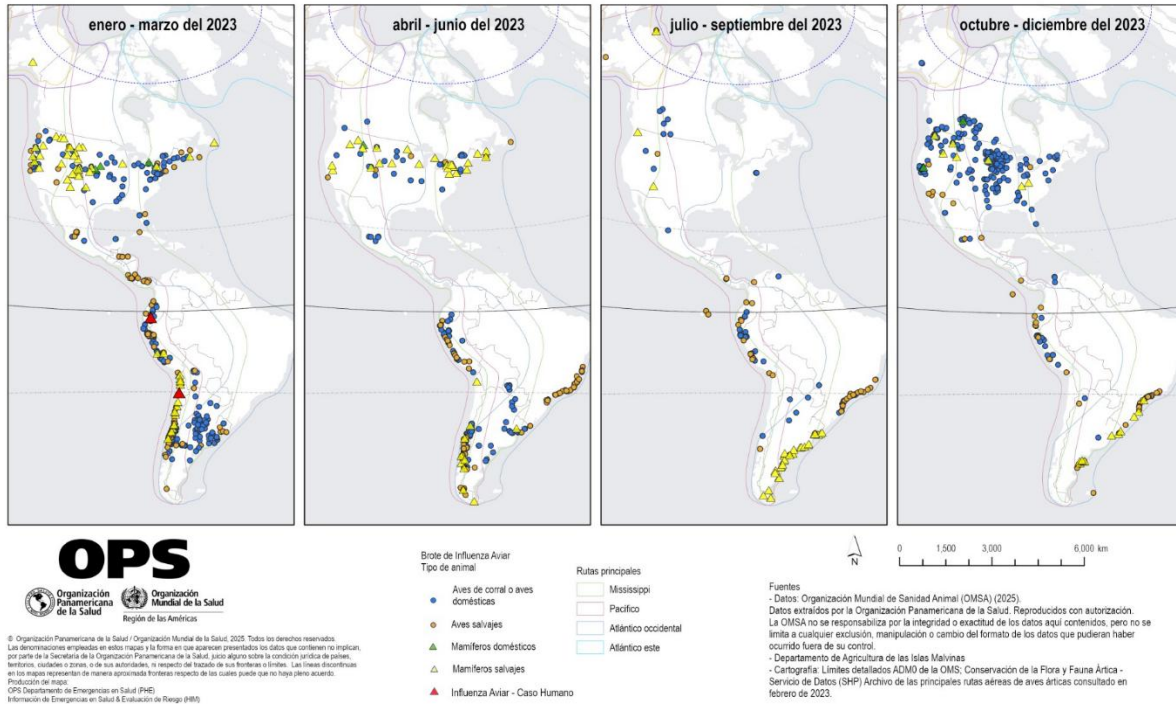 enero - marzo del 2023
abril - junio del 2023
julio - septiembre del 2023
octubre - diciembre del 2023
OPS
Organización
Panamericana
de la Salud
Organización
Mundial de la Salud
Región de las Américas
© Organización Panamericana de la Salud / Organización Mundial de la Salud, 2025. Todos los derechos reservados.
Las denominaciones empleadas en estos mapas y la forma en que aparecen presentados los datos que contienen no implican,
por parte de la Secretaría de la Organización Panamericana de la Salud, juicio alguno sobre la condición jurídica de países,
territorios, ciudades o zonas, o de sus autoridades, ni respecto del trazado de sus fronteras o límites. Las líneas discontinuas
en los mapas representan de manera aproximada fronteras respecto de las cuales puede que no haya pleno acuerdo.
Producción del mapa:
OPS Departamento de Emergencias en Salud (PHE)
Información de Emergencias en Salud & Evaluación de Riesgo (HIM)
Brote de Influenza Aviar
Tipo de animal
Aves de corral o aves
domésticas
Aves salvajes
Mamíferos domésticos
Mamíferos salvajes
Influenza Aviar - Caso Humano
Rutas principales
Mississippi
Pacífico
Atlántico occidental
Atlántico este
N
0 1,500 3,000 6,000 km
Fuentes
- Datos: Organización Mundial de Sanidad Animal (OMSA) (2025).
Datos extraídos por la Organización Panamericana de la Salud. Reproducidos con autorización.
La OMSA no se responsabiliza por la integridad o exactitud de los datos aquí contenidos, pero no se
limita a cualquier exclusión, manipulación o cambio del formato de los datos que pudieran haber
ocurrido fuera de su control.
- Departamento de Agricultura de las Islas Malvinas
- Cartografía: Límites detallados ADM0 de la OMS; Conservación de la Flora y Fauna Ártica -
Servicio de Datos (SHP) Archivo de las principales rutas aéreas de aves árticas consultado en
febrero de 2023.